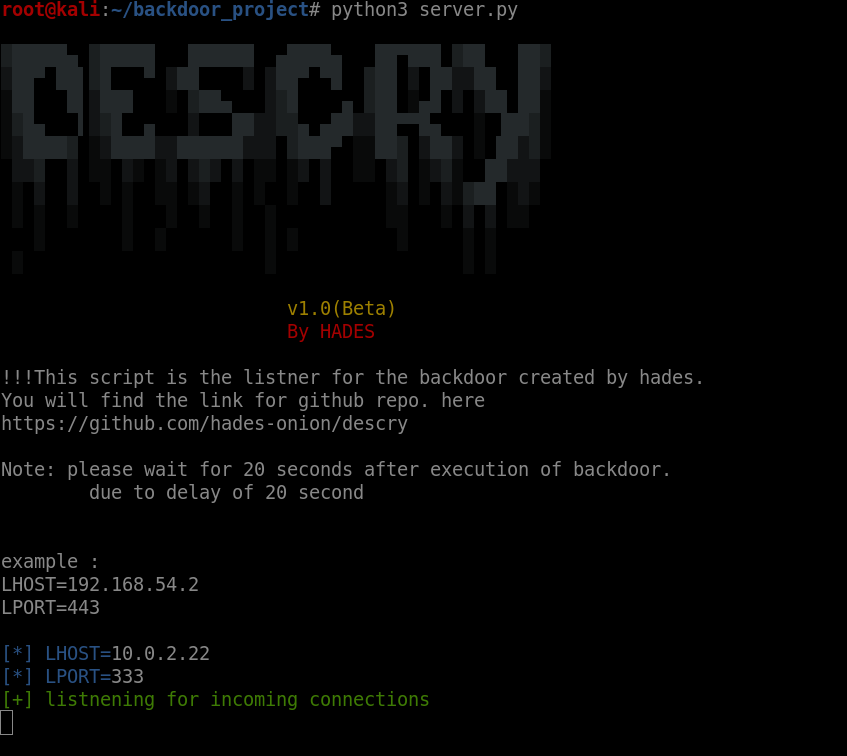 root@kali:~/backdoor_project# python3 server.py
DESCRY
v1.0(Beta)
By HADES
!!!This script is the listner for the backdoor created by hades.
You will find the link for github repo. here
https://github.com/hades-onion/descry
Note: please wait for 20 seconds after execution of backdoor.
due to delay of 20 second
example :
LHOST=192.168.54.2
LPORT=443
[*] LHOST=10.0.2.22
[*] LPORT=333
[+] listnening for incoming connections